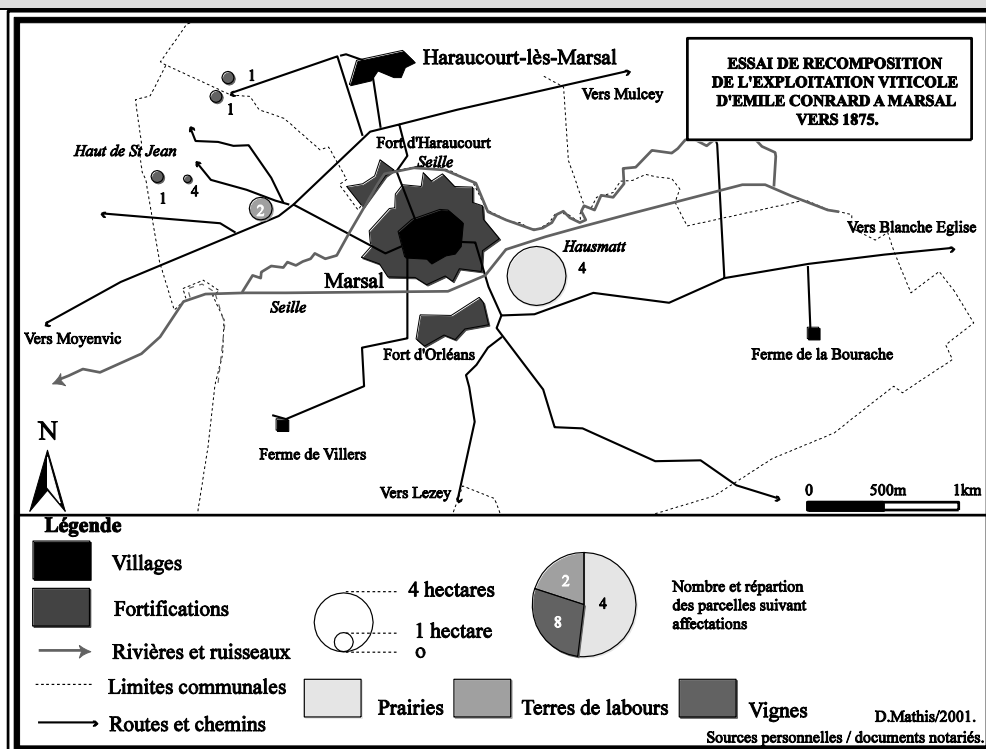 ESSAI DE RECOMPOSITION
DE L'EXPLOITATION VITICOLE
D'EMILE CONRARD A MARSAL
VERS 1875.
Haraucourt-lès-Marsal
Vers Mulcey
1
1
Fort d'Haraucourt
Seille
Haut de St Jean
1
4
2
Hausmatt
4
Vers Blanche Eglise
Marsal
Seille
Vers Moyenvic
Fort d'Orléans
Ferme de la Bourache
N
Ferme de Villers
Vers Lezey
0 500m 1km
Légende
Villages
Fortifications
Rivières et ruisseaux
Limites communales
Routes et chemins
4 hectares
1 hectare
o
2
4
8
Nombre et répartion
des parcelles suivant
affectations
Prairies
Terres de labours
Vignes
D.Mathis/2001.
Sources personnelles / documents notariés.